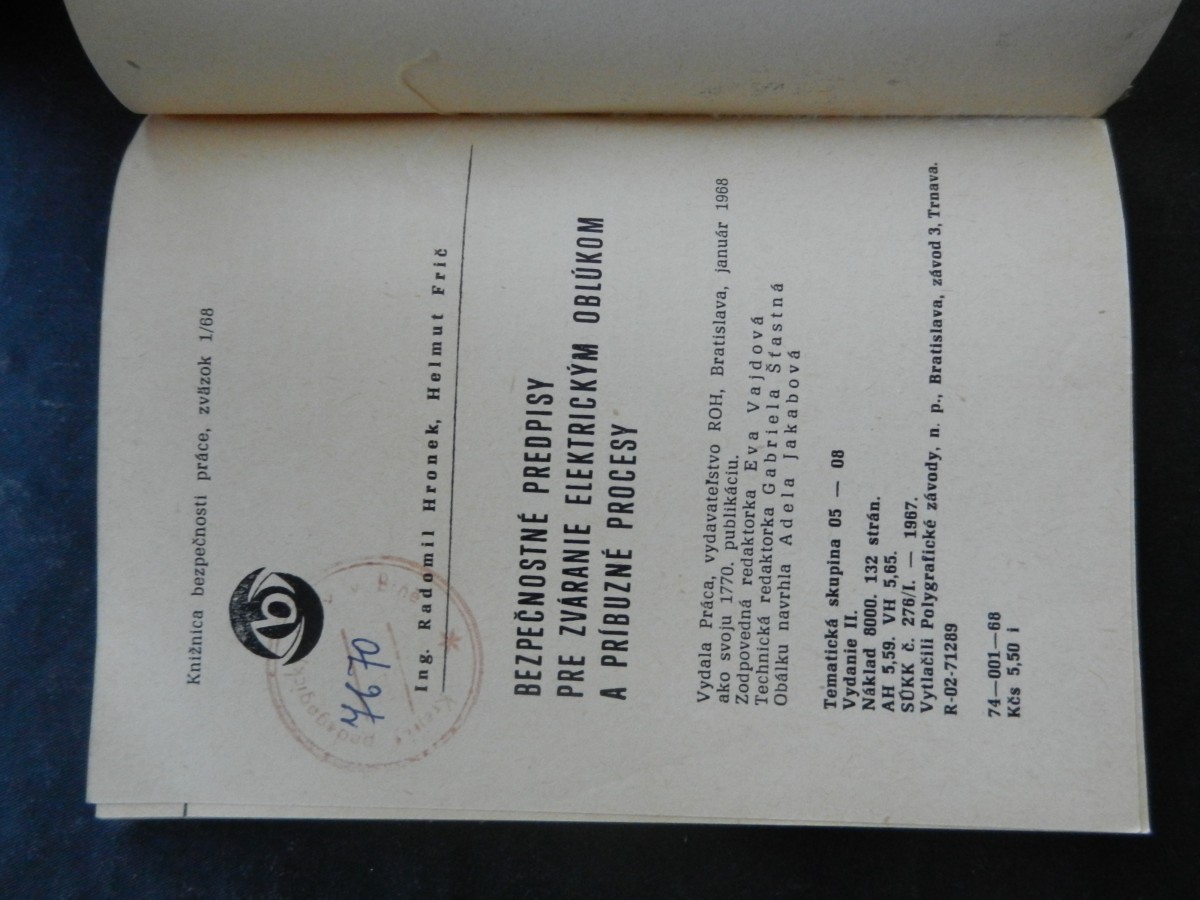 Knižnica bezpečnosti práce, zväzok 1/68
b
7670
Ing. Radomil Hronek, Helmut Frič
BEZPEČNOSTNÉ PREDPISY
PRE ZVÁRANIE ELEKTRICKÝM OBLÚKOM
A PRÍBUZNÉ PROCESY
Vydala Práca, vydavateľstvo ROH, Bratislava, január 1968
ako svoju 1770. publikáciu.
Zodpovedná redaktorka Eva Vajdová
Technická redaktorka Gabriela Šťastná
Obálku navrhla Adela Jakabová
Tematická skupina 05 — 08
Vydanie II.
Náklad 8000. 132 strán.
AH 5,59. VH 5,65.
SÚKK č. 276/I. — 1967.
Vytlačili Polygrafické závody, n. p., Bratislava, závod 3, Trnava.
R-02-71289
74—001—68
Kčs 5,50 i